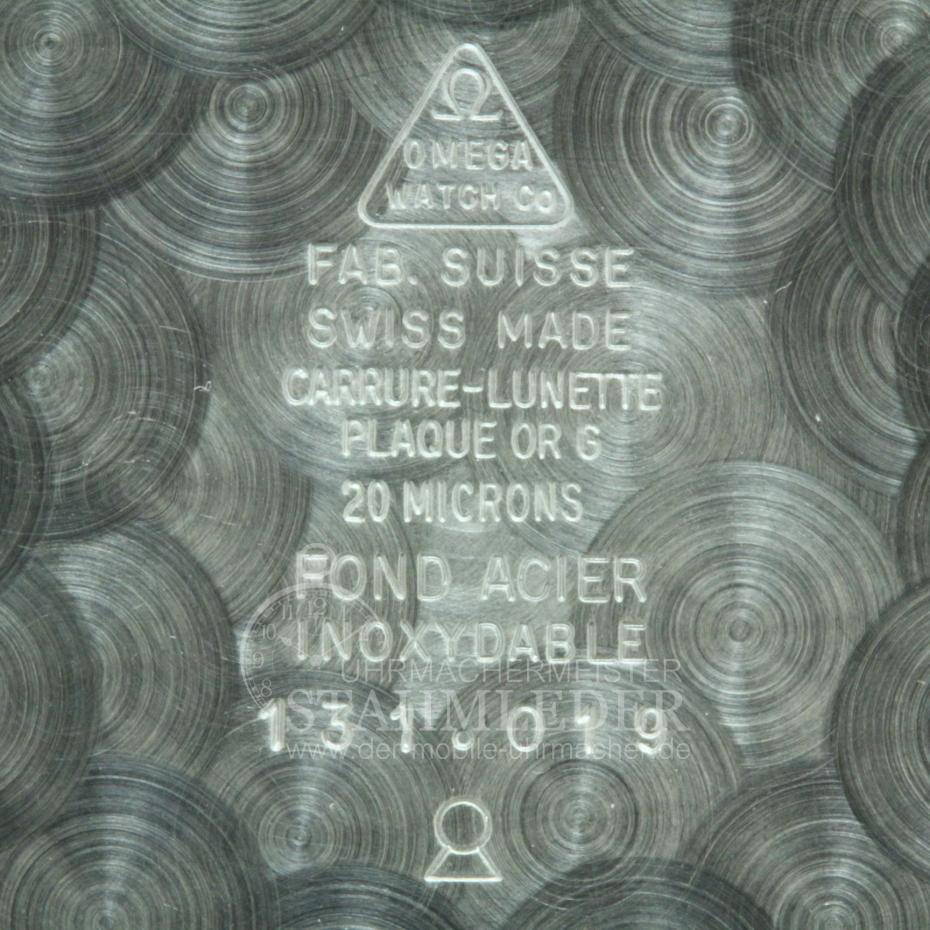 Ω
OMEGA
WATCH Co
FAB. SUISSE
SWISS MADE
CARRURE-LUNETTE
PLAQUE OR G
20 MICRONS
FOND ACIER
INOXYDABLE
UHRMACHERMEISTER
STAHMLEDER
131.019
www.der-mobile-uhrmacher.de